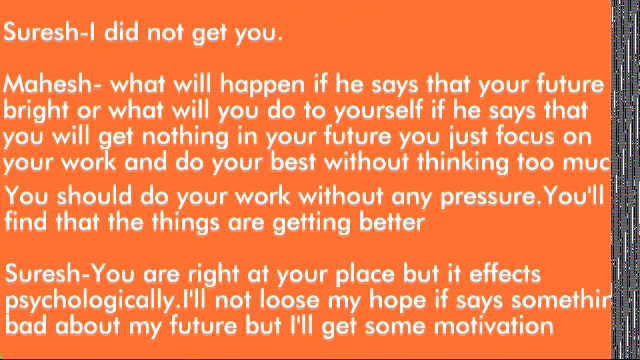 Suresh-I did not get you.
Mahesh- what will happen if he says that your future
bright or what will you do to yourself if he says that
you will get nothing in your future you just focus on
your work and do your best without thinking too muc
You should do your work without any pressure.You'll
find that the things are getting better
Suresh-You are right at your place but it effects
psychologically.I'll not loose my hope if says somethin
bad about my future but I'll get some motivation